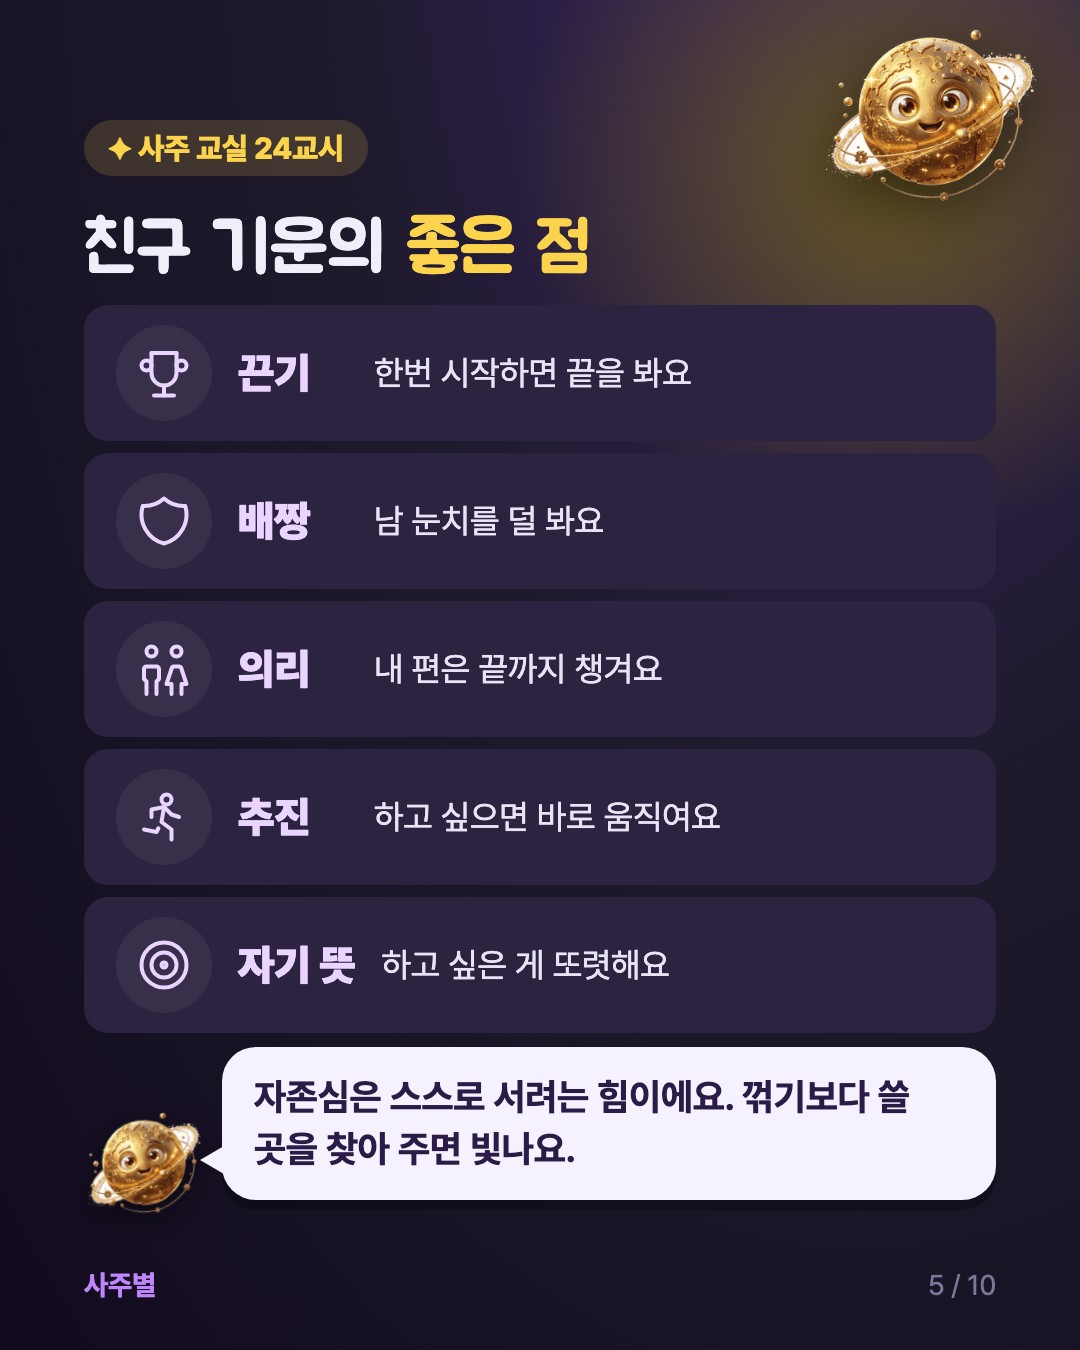 ✦ 사주 교실 24교시
친구 기운의 좋은 점
끈기 한번 시작하면 끝을 봐요
배짱 남 눈치를 덜 봐요
의리 내 편은 끝까지 챙겨요
추진 하고 싶으면 바로 움직여요
자기 뜻 하고 싶은 게 또렷해요
자존심은 스스로 서려는 힘이에요. 꺾기보다 쓸
곳을 찾아 주면 빛나요.
사주별
5 / 10